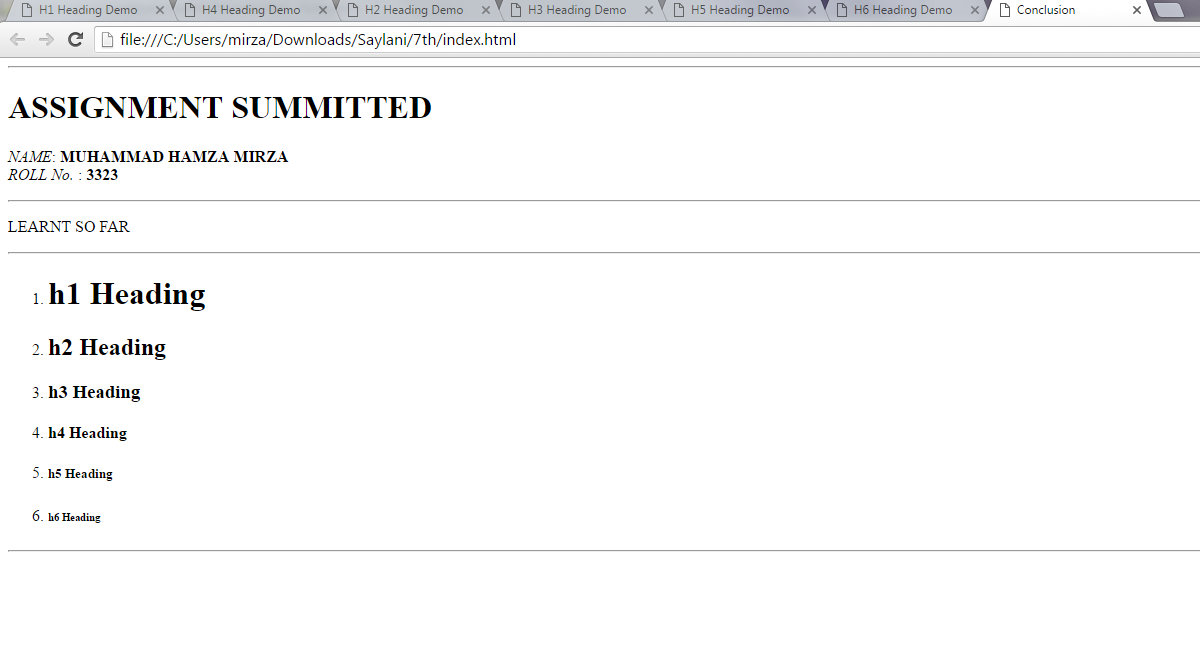 H1 Heading Demo H4 Heading Demo H2 Heading Demo H3 Heading Demo H5 Heading Demo H6 Heading Demo Conclusion
file:///C:/Users/mirza/Downloads/Saylani/7th/index.html
ASSIGNMENT SUMMITTED
NAME: MUHAMMAD HAMZA MIRZA
ROLL No. : 3323
LEARNT SO FAR
1. h1 Heading
2. h2 Heading
3. h3 Heading
4. h4 Heading
5. h5 Heading
6. h6 Heading